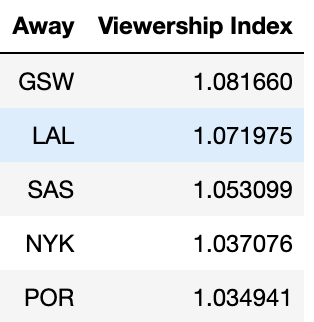 Away Viewership Index
GSW 1.081660
LAL 1.071975
SAS 1.053099
NYK 1.037076
POR 1.034941